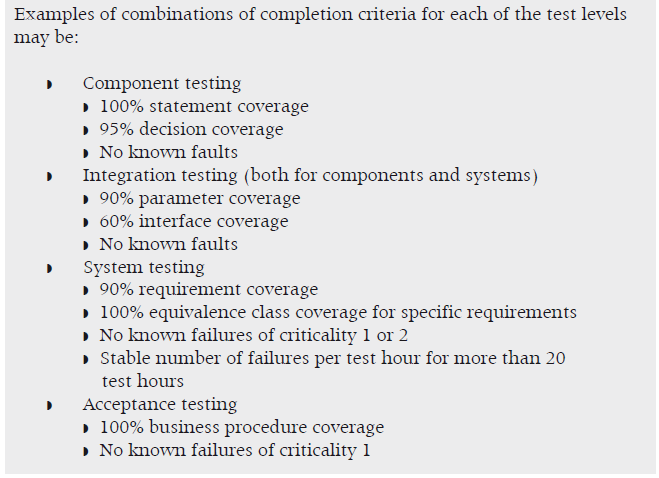 Examples of combinations of completion criteria for each of the test levels
may be:
Component testing
100% statement coverage
95% decision coverage
No known faults
Integration testing (both for components and systems)
90% parameter coverage
60% interface coverage
No known faults
System testing
90% requirement coverage
100% equivalence class coverage for specific requirements
No known failures of criticality 1 or 2
Stable number of failures per test hour for more than 20
test hours
Acceptance testing
100% business procedure coverage
No known failures of criticality 1